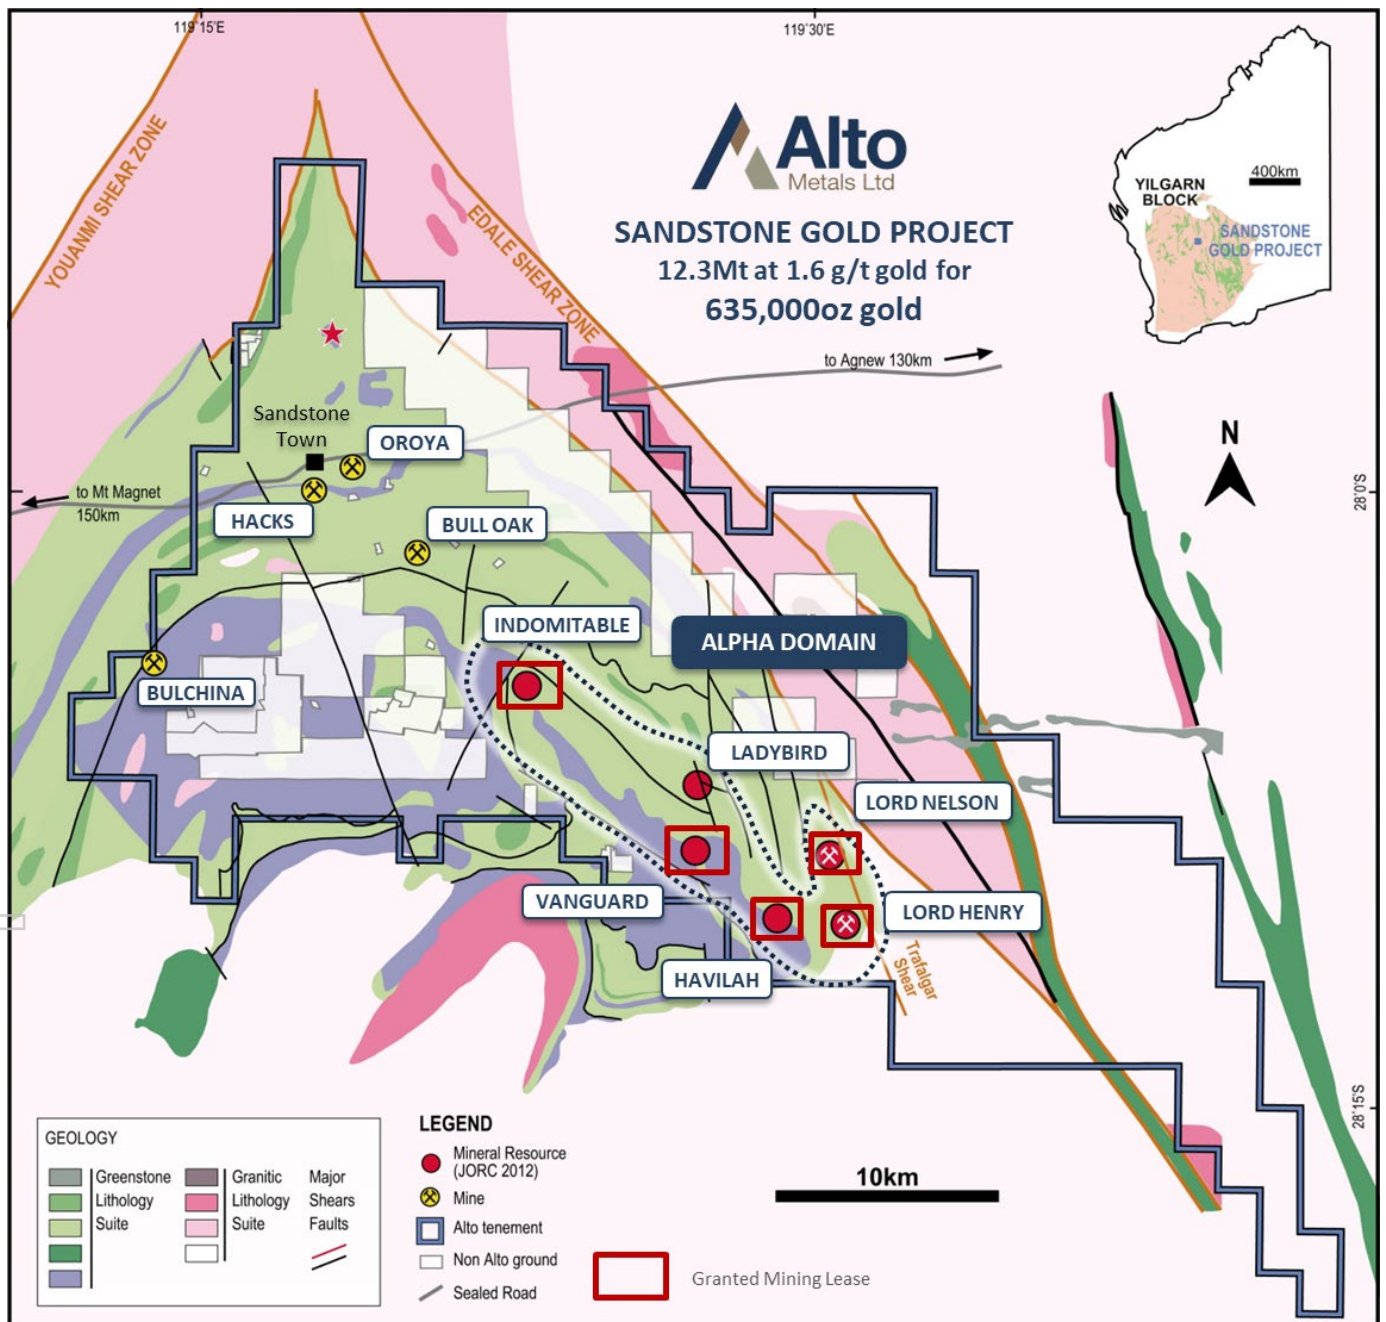 119°15'E
119°30'E
Alto
Metals Ltd
SANDSTONE GOLD PROJECT
12.3Mt at 1.6 g/t gold for
635,000oz gold
400km
YILGARN
BLOCK
SANDSTONE
GOLD PROJECT
YOUANMI SHEAR ZONE
EDALE SHEAR ZONE
to Agnew 130km
N
Sandstone
Town
OROYA
to Mt Magnet
150km
HACKS
BULL OAK
28°0'S
INDOMITABLE
ALPHA DOMAIN
BULCHINA
LADYBIRD
LORD NELSON
VANGUARD
LORD HENRY
HAVILAH
Trafalgar
Shear
28°15'S
GEOLOGY
Greenstone
Lithology
Suite
Granitic
Lithology
Suite
Major
Shears
Faults
LEGEND
Mineral Resource
(JORC 2012)
Mine
Alto tenement
Non Alto ground
Sealed Road
Granted Mining Lease
10km